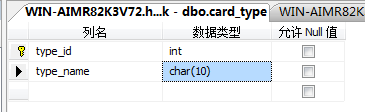 WIN-AIMR82K3V72.h...k - dbo.card_type WIN-AIMR82K
列名 数据类型 允许 Null 值
type_id int
type_name char(10)